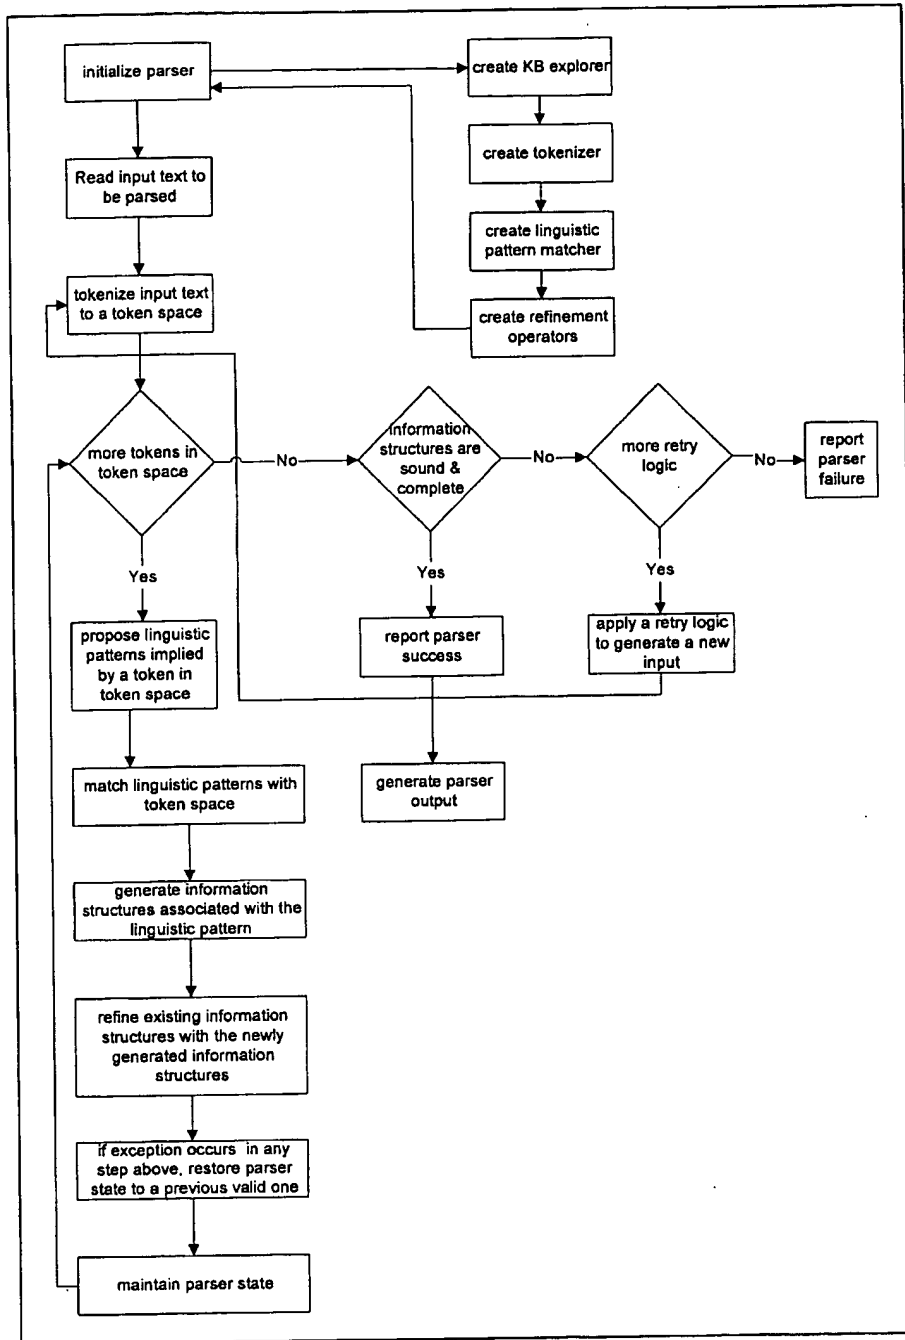 initialize parser
create KB explorer
create tokenizer
Read input text to
be parsed
create linguistic
pattern matcher
tokenize input text
to a token space
create refinement
operators
more tokens in
token space
No
information
structures are
sound &
complete
No
more retry
logic
No
report
parser
failure
Yes
Yes
Yes
propose linguistic
patterns implied
by a token in
token space
report parser
success
apply a retry logic
to generate a new
input
match linguistic patterns with
token space
generate parser
output
generate information
structures associated with the
linguistic pattern
refine existing information
structures with the newly
generated information
structures
if exception occurs in any
step above, restore parser
state to a previous valid one
maintain parser state